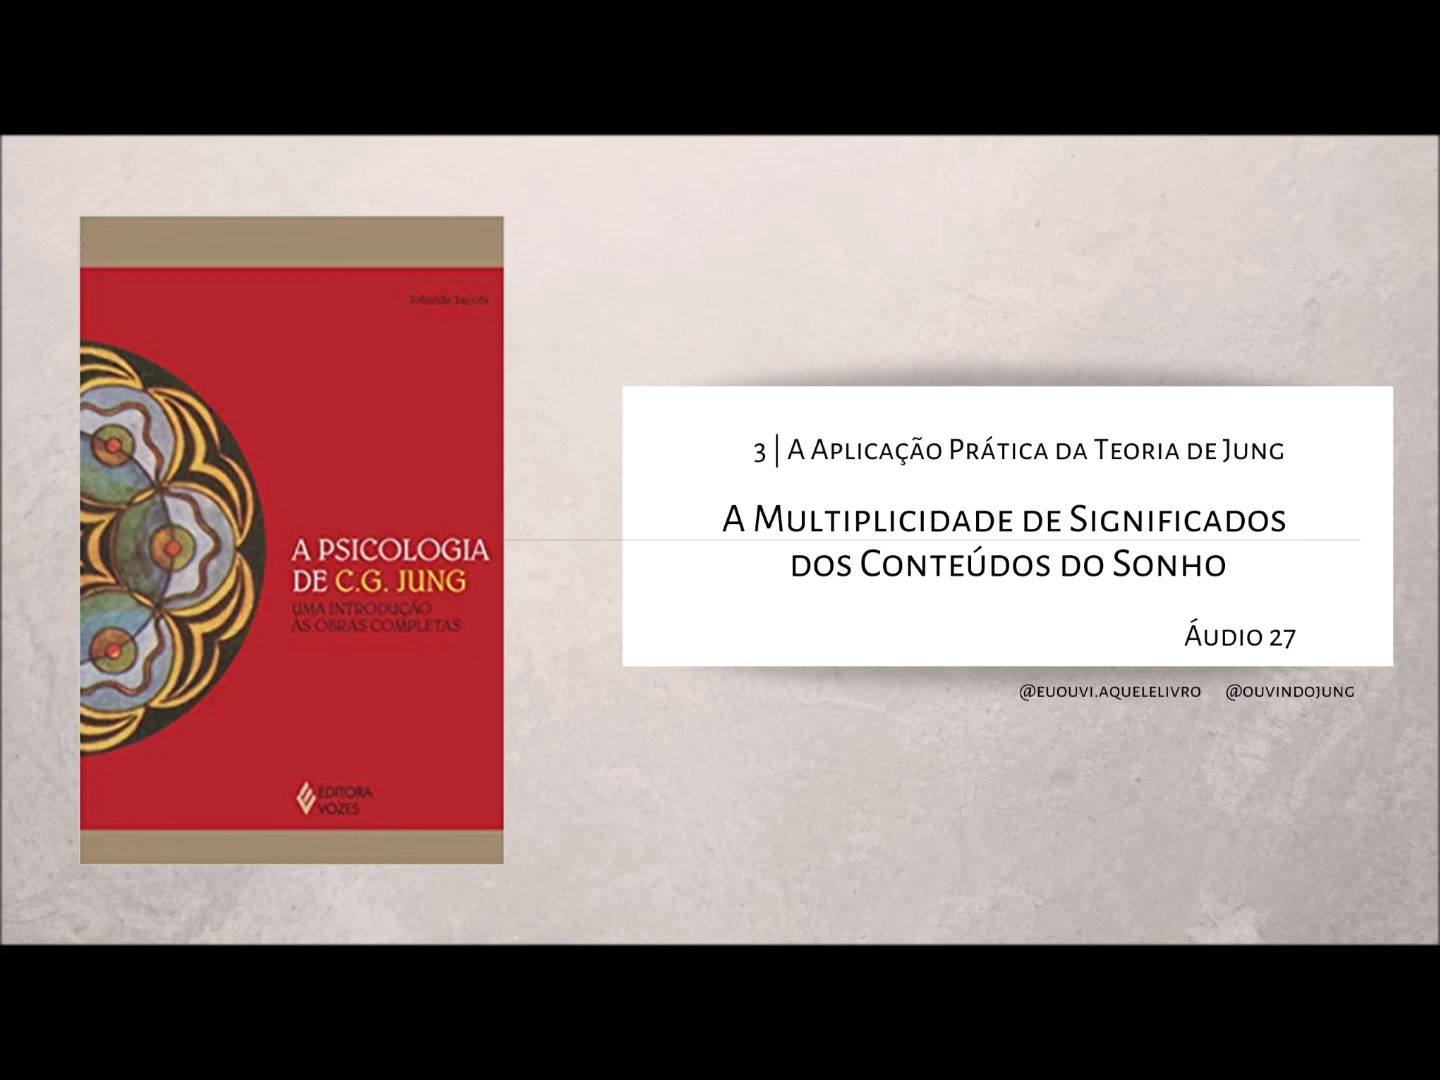 Jolande Jacobi
A PSICOLOGIA
DE C.G. JUNG
UMA INTRODUÇÃO
ÀS OBRAS COMPLETAS
EDITORA
VOZES
3 | A Aplicação Prática da Teoria de Jung
A Multiplicidade de Significados
dos Conteúdos do Sonho
Áudio 27
@euouvi.aquelelivro @ouvindojung